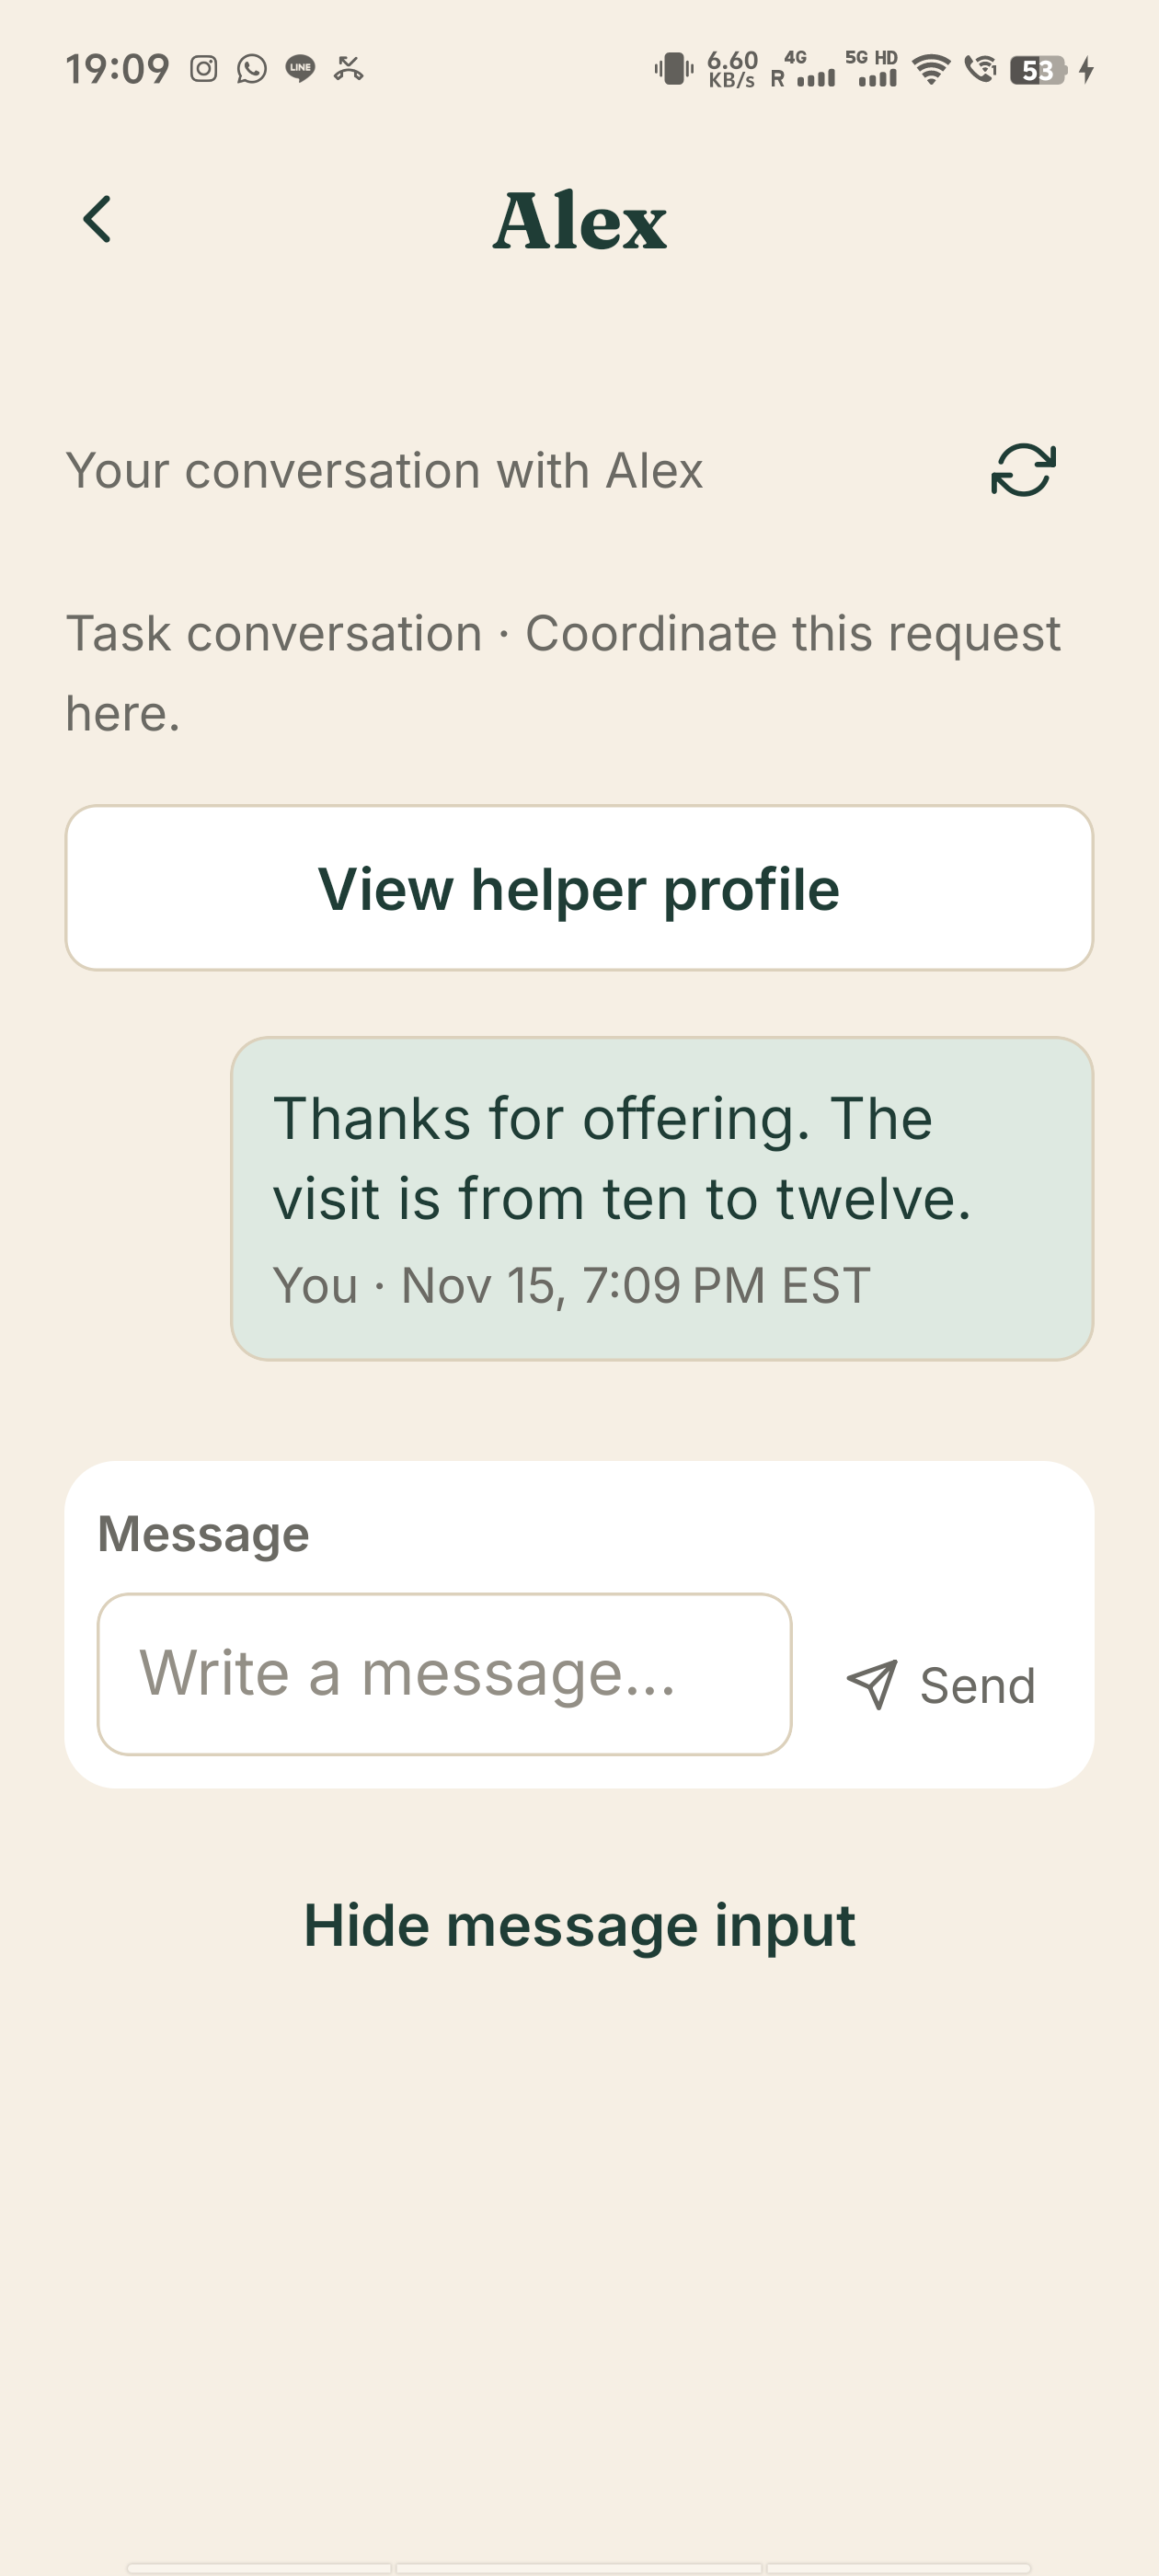 19:09 LINE 6.60 KB/s R 4G 5G HD 53
Alex
Your conversation with Alex
Task conversation · Coordinate this request
here.
View helper profile
Thanks for offering. The
visit is from ten to twelve.
You · Nov 15, 7:09 PM EST
Message
Write a message...
Send
Hide message input